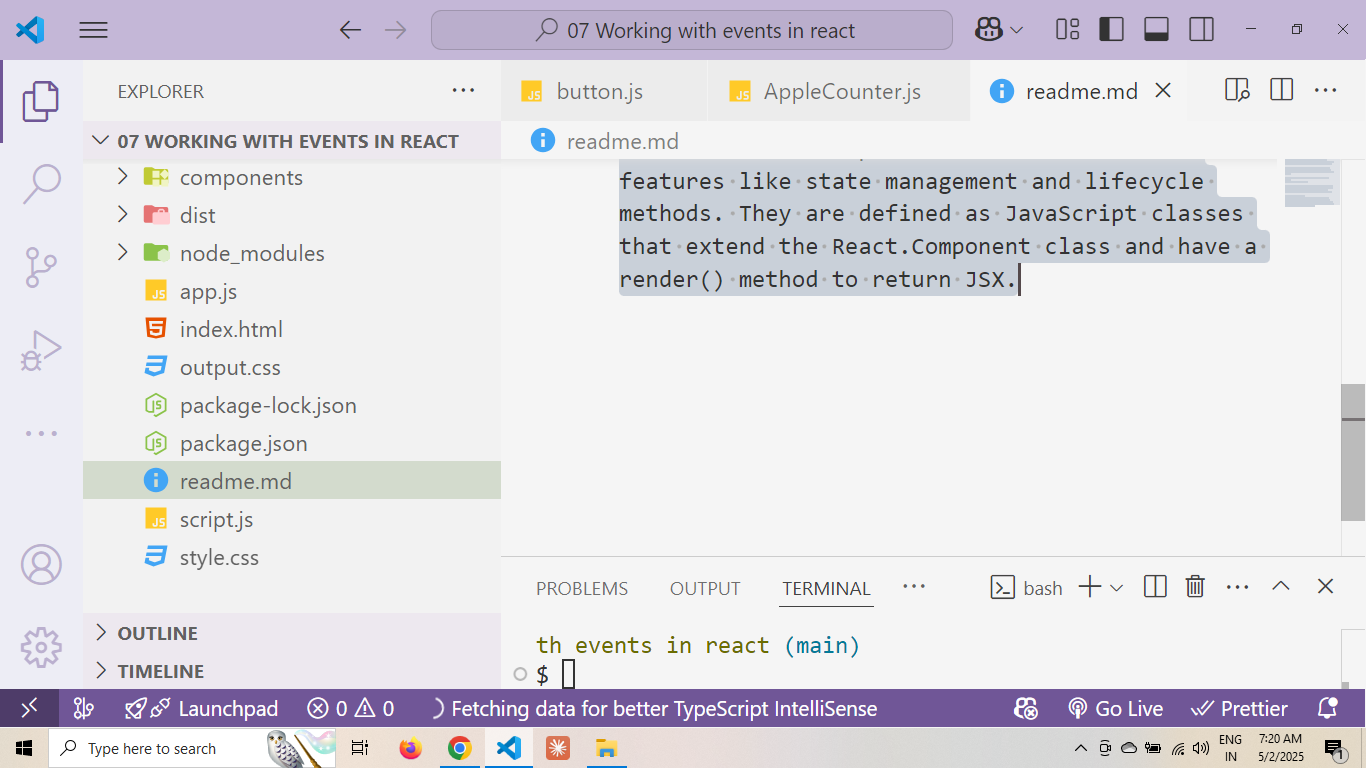 07 Working with events in react
EXPLORER
07 WORKING WITH EVENTS IN REACT
components
dist
node_modules
app.js
index.html
output.css
package-lock.json
package.json
readme.md
script.js
style.css
OUTLINE
TIMELINE
button.js
AppleCounter.js
readme.md
readme.md
features like state management and lifecycle
methods. They are defined as JavaScript classes
that extend the React.Component class and have a
render() method to return JSX.
PROBLEMS OUTPUT TERMINAL
bash
th events in react (main)
$
Launchpad 0 0 Fetching data for better TypeScript IntelliSense Go Live Prettier
Type here to search
ENG
IN
7:20 AM
5/2/2025
1